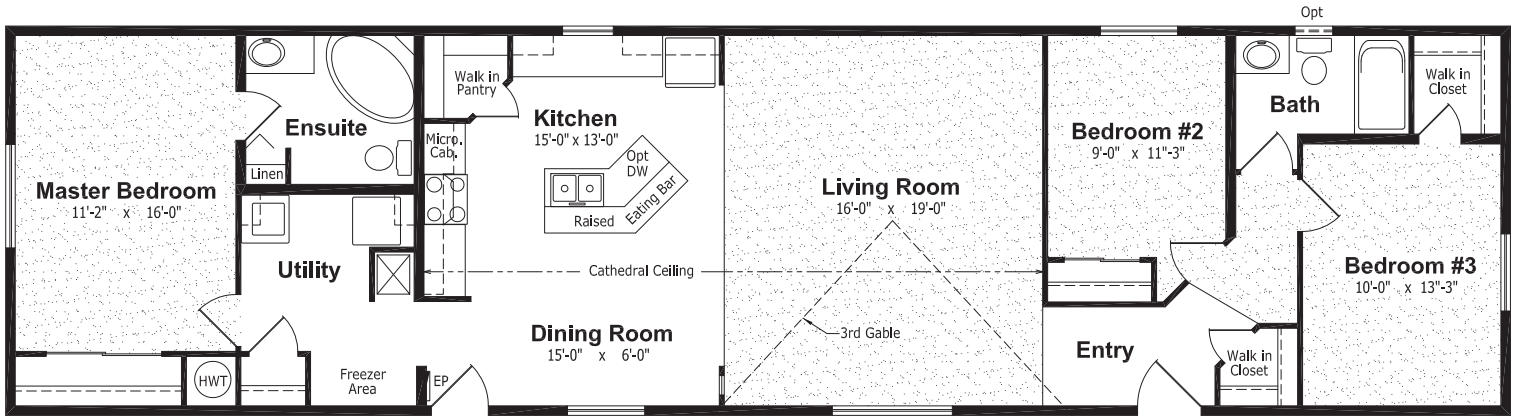 Opt
Master Bedroom
11'-2" x 16'-0"
Ensuite
Linen
Utility
HWT
Freezer
Area
EP
Walk in
Pantry
Micro.
Cab.
Kitchen
15'-0" x 13'-0"
Opt
DW
Raised
Eating Bar
Cathedral Ceiling
Dining Room
15'-0" x 6'-0"
Living Room
16'-0" x 19'-0"
3rd Gable
Bedroom #2
9'-0" x 11"-3"
Bath
Walk in
Closet
Bedroom #3
10'-0" x 13"-3"
Entry
Walk in
Closet